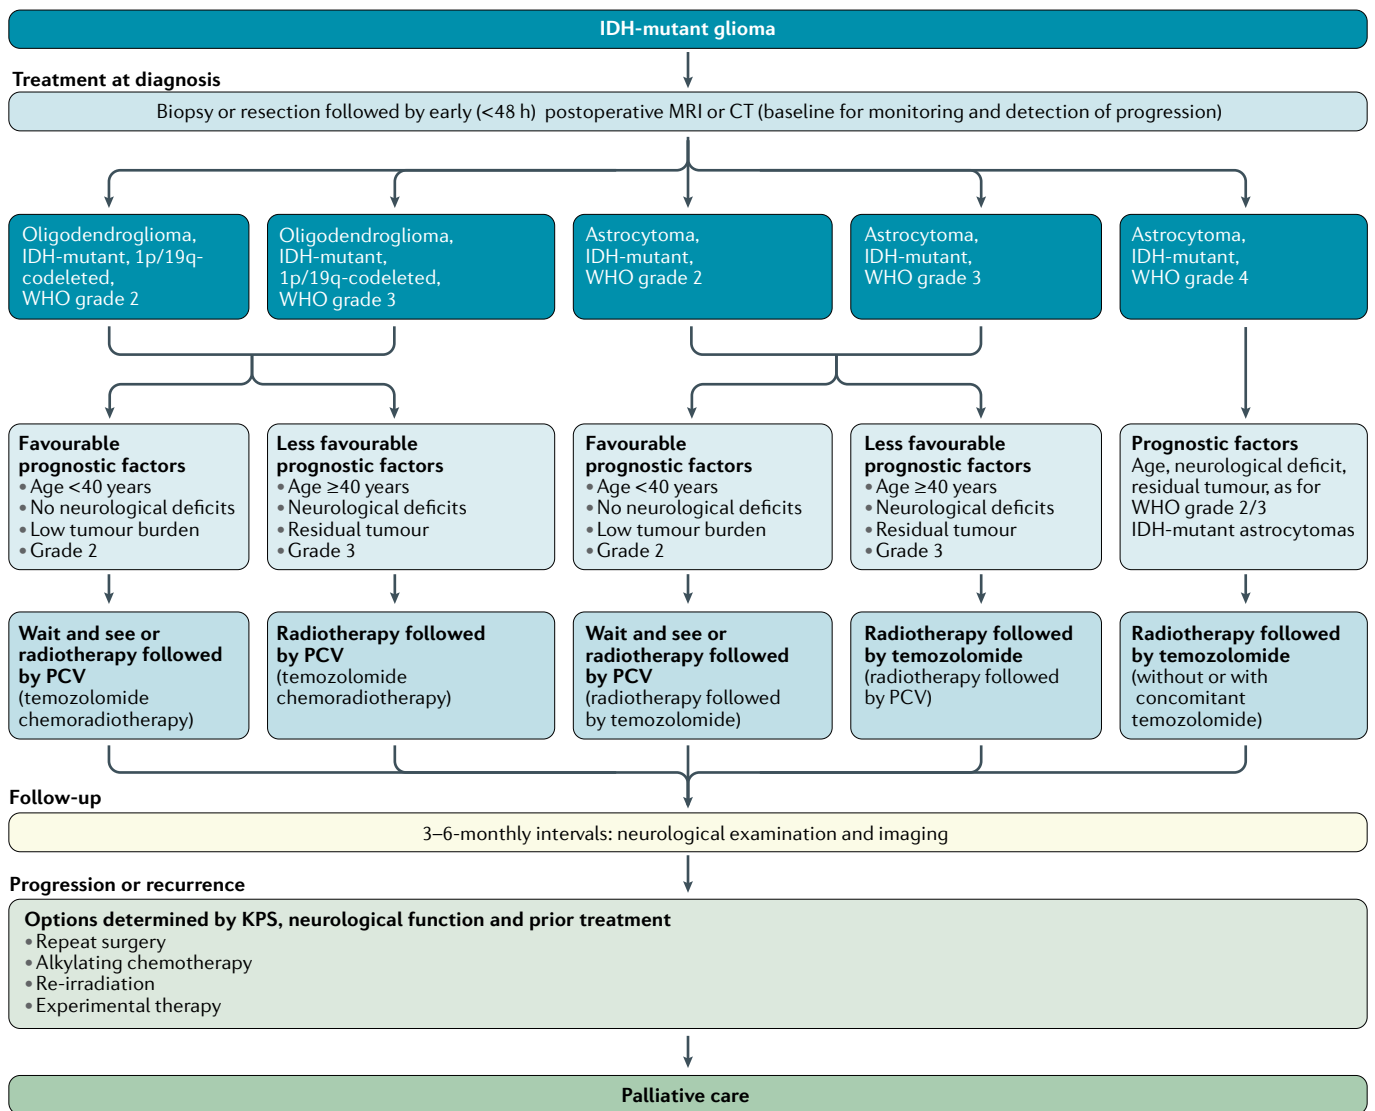 IDH-mutant glioma
Treatment at diagnosis
Biopsy or resection followed by early (<48 h) postoperative MRI or CT (baseline for monitoring and detection of progression)
Oligodendroglioma,
IDH-mutant, 1p/19q-
codeleted,
WHO grade 2
Oligodendroglioma,
IDH-mutant,
1p/19q-codeleted,
WHO grade 3
Astrocytoma,
IDH-mutant,
WHO grade 2
Astrocytoma,
IDH-mutant,
WHO grade 3
Astrocytoma,
IDH-mutant,
WHO grade 4
Favourable
prognostic factors
• Age <40 years
• No neurological deficits
• Low tumour burden
• Grade 2
Less favourable
prognostic factors
• Age ≥40 years
• Neurological deficits
• Residual tumour
• Grade 3
Favourable
prognostic factors
• Age <40 years
• No neurological deficits
• Low tumour burden
• Grade 2
Less favourable
prognostic factors
• Age ≥40 years
• Neurological deficits
• Residual tumour
• Grade 3
Prognostic factors
Age, neurological deficit,
residual tumour, as for
WHO grade 2/3
IDH-mutant astrocytomas
Wait and see or
radiotherapy followed
by PCV
(temozolomide
chemoradiotherapy)
Radiotherapy followed
by PCV
(temozolomide
chemoradiotherapy)
Wait and see or
radiotherapy followed
by PCV
(radiotherapy followed
by temozolomide)
Radiotherapy followed
by temozolomide
(radiotherapy followed
by PCV)
Radiotherapy followed
by temozolomide
(without or with
concomitant
temozolomide)
Follow-up
3–6-monthly intervals: neurological examination and imaging
Progression or recurrence
Options determined by KPS, neurological function and prior treatment
• Repeat surgery
• Alkylating chemotherapy
• Re-irradiation
• Experimental therapy
Palliative care